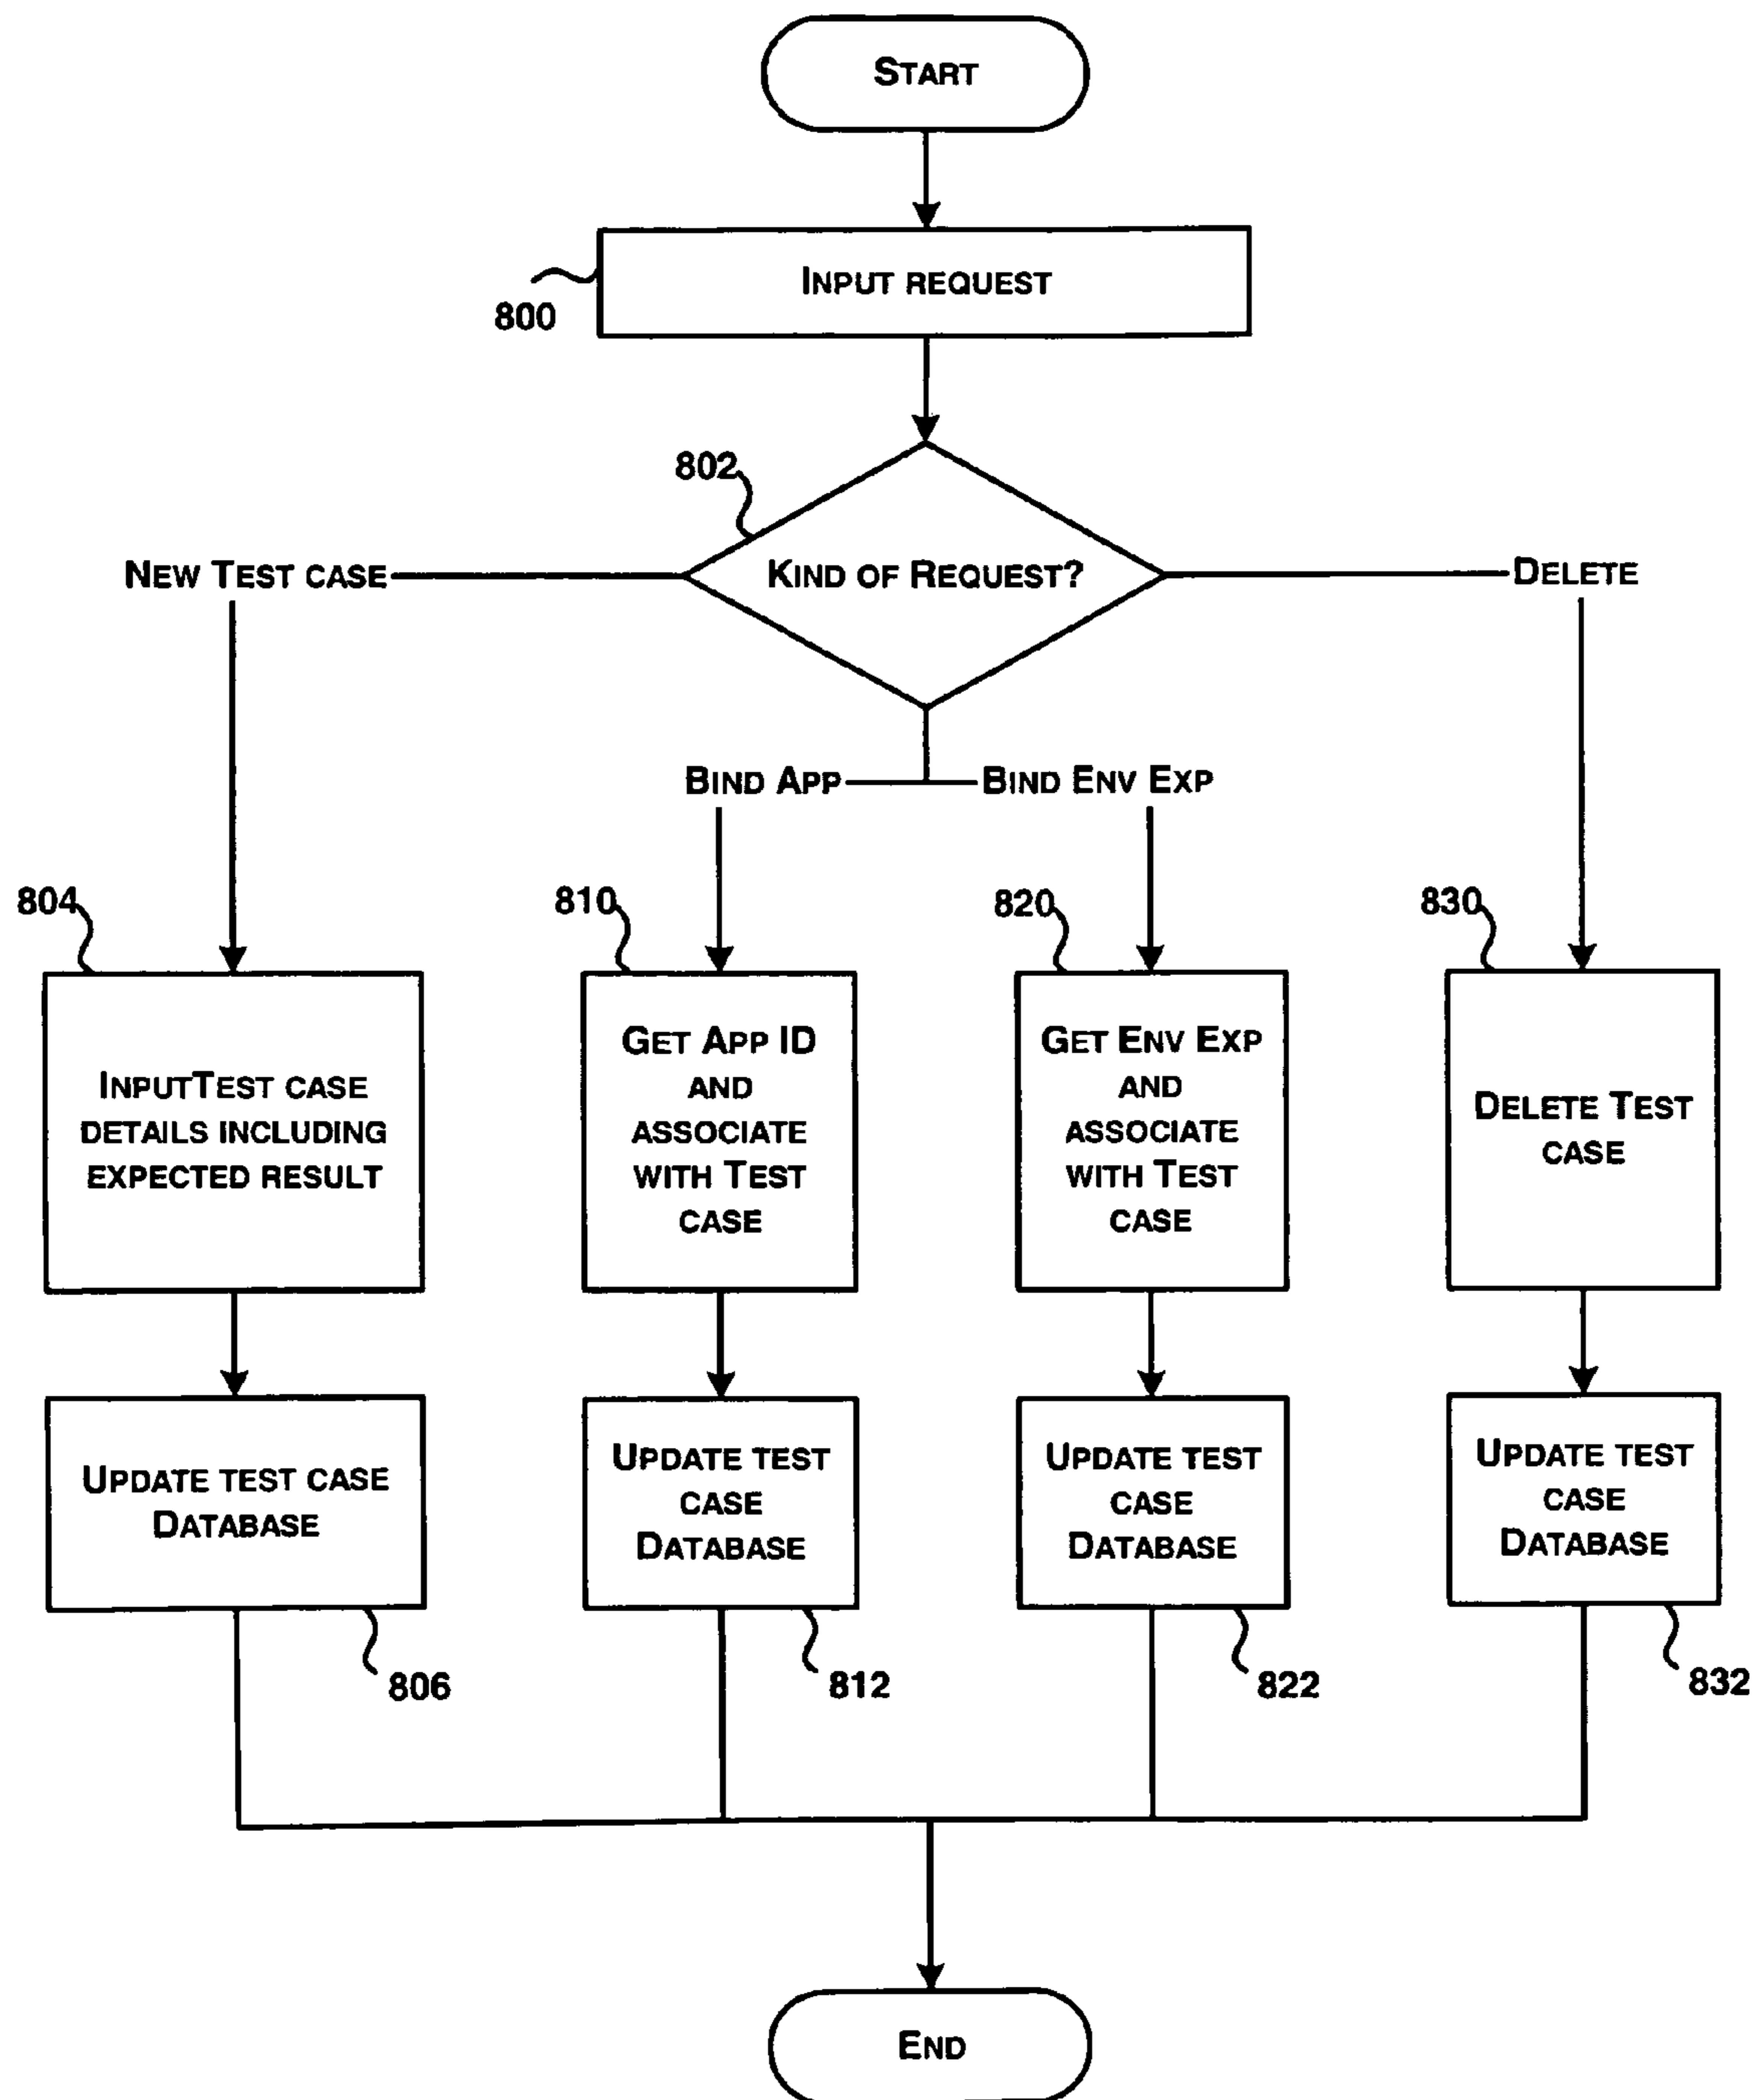 START
INPUT REQUEST
800
802
KIND OF REQUEST?
NEW TEST CASE
DELETE
BIND APP
BIND ENV EXP
804
810
820
830
INPUTTEST CASE
DETAILS INCLUDING
EXPECTED RESULT
GET APP ID
AND
ASSOCIATE
WITH TEST
CASE
GET ENV EXP
AND
ASSOCIATE
WITH TEST
CASE
DELETE TEST
CASE
UPDATE TEST CASE
DATABASE
UPDATE TEST
CASE
DATABASE
UPDATE TEST
CASE
DATABASE
UPDATE TEST
CASE
DATABASE
806
812
822
832
END